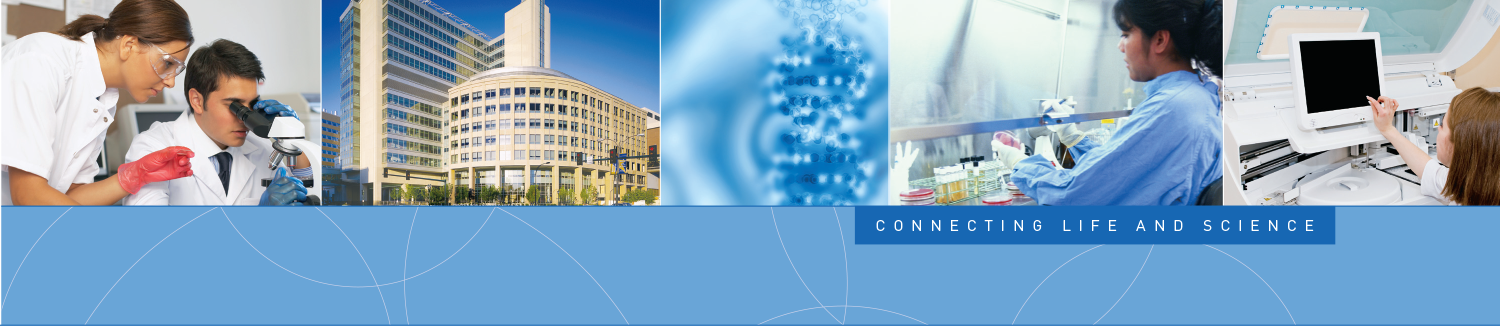 CONNECTING LIFE AND SCIENCE